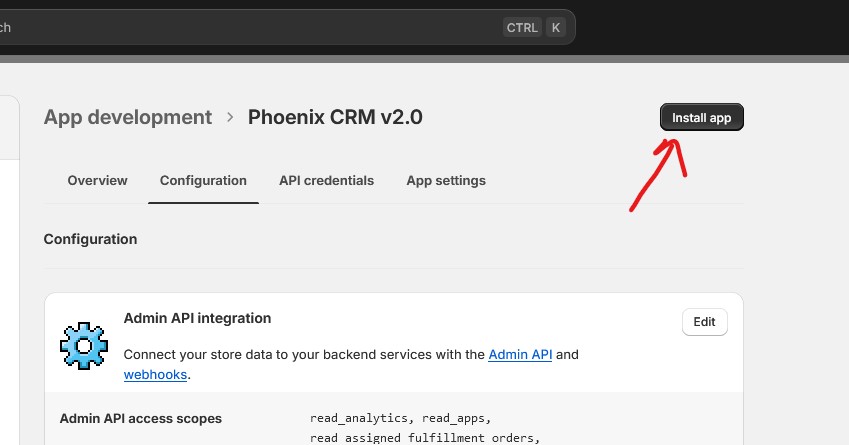 ch
CTRL K
App development > Phoenix CRM v2.0
Install app
Overview Configuration API credentials App settings
Configuration
Admin API integration
Edit
Connect your store data to your backend services with the Admin API and
webhooks.
Admin API access scopes
read_analytics, read_apps,
read_assigned_fulfillment_orders,